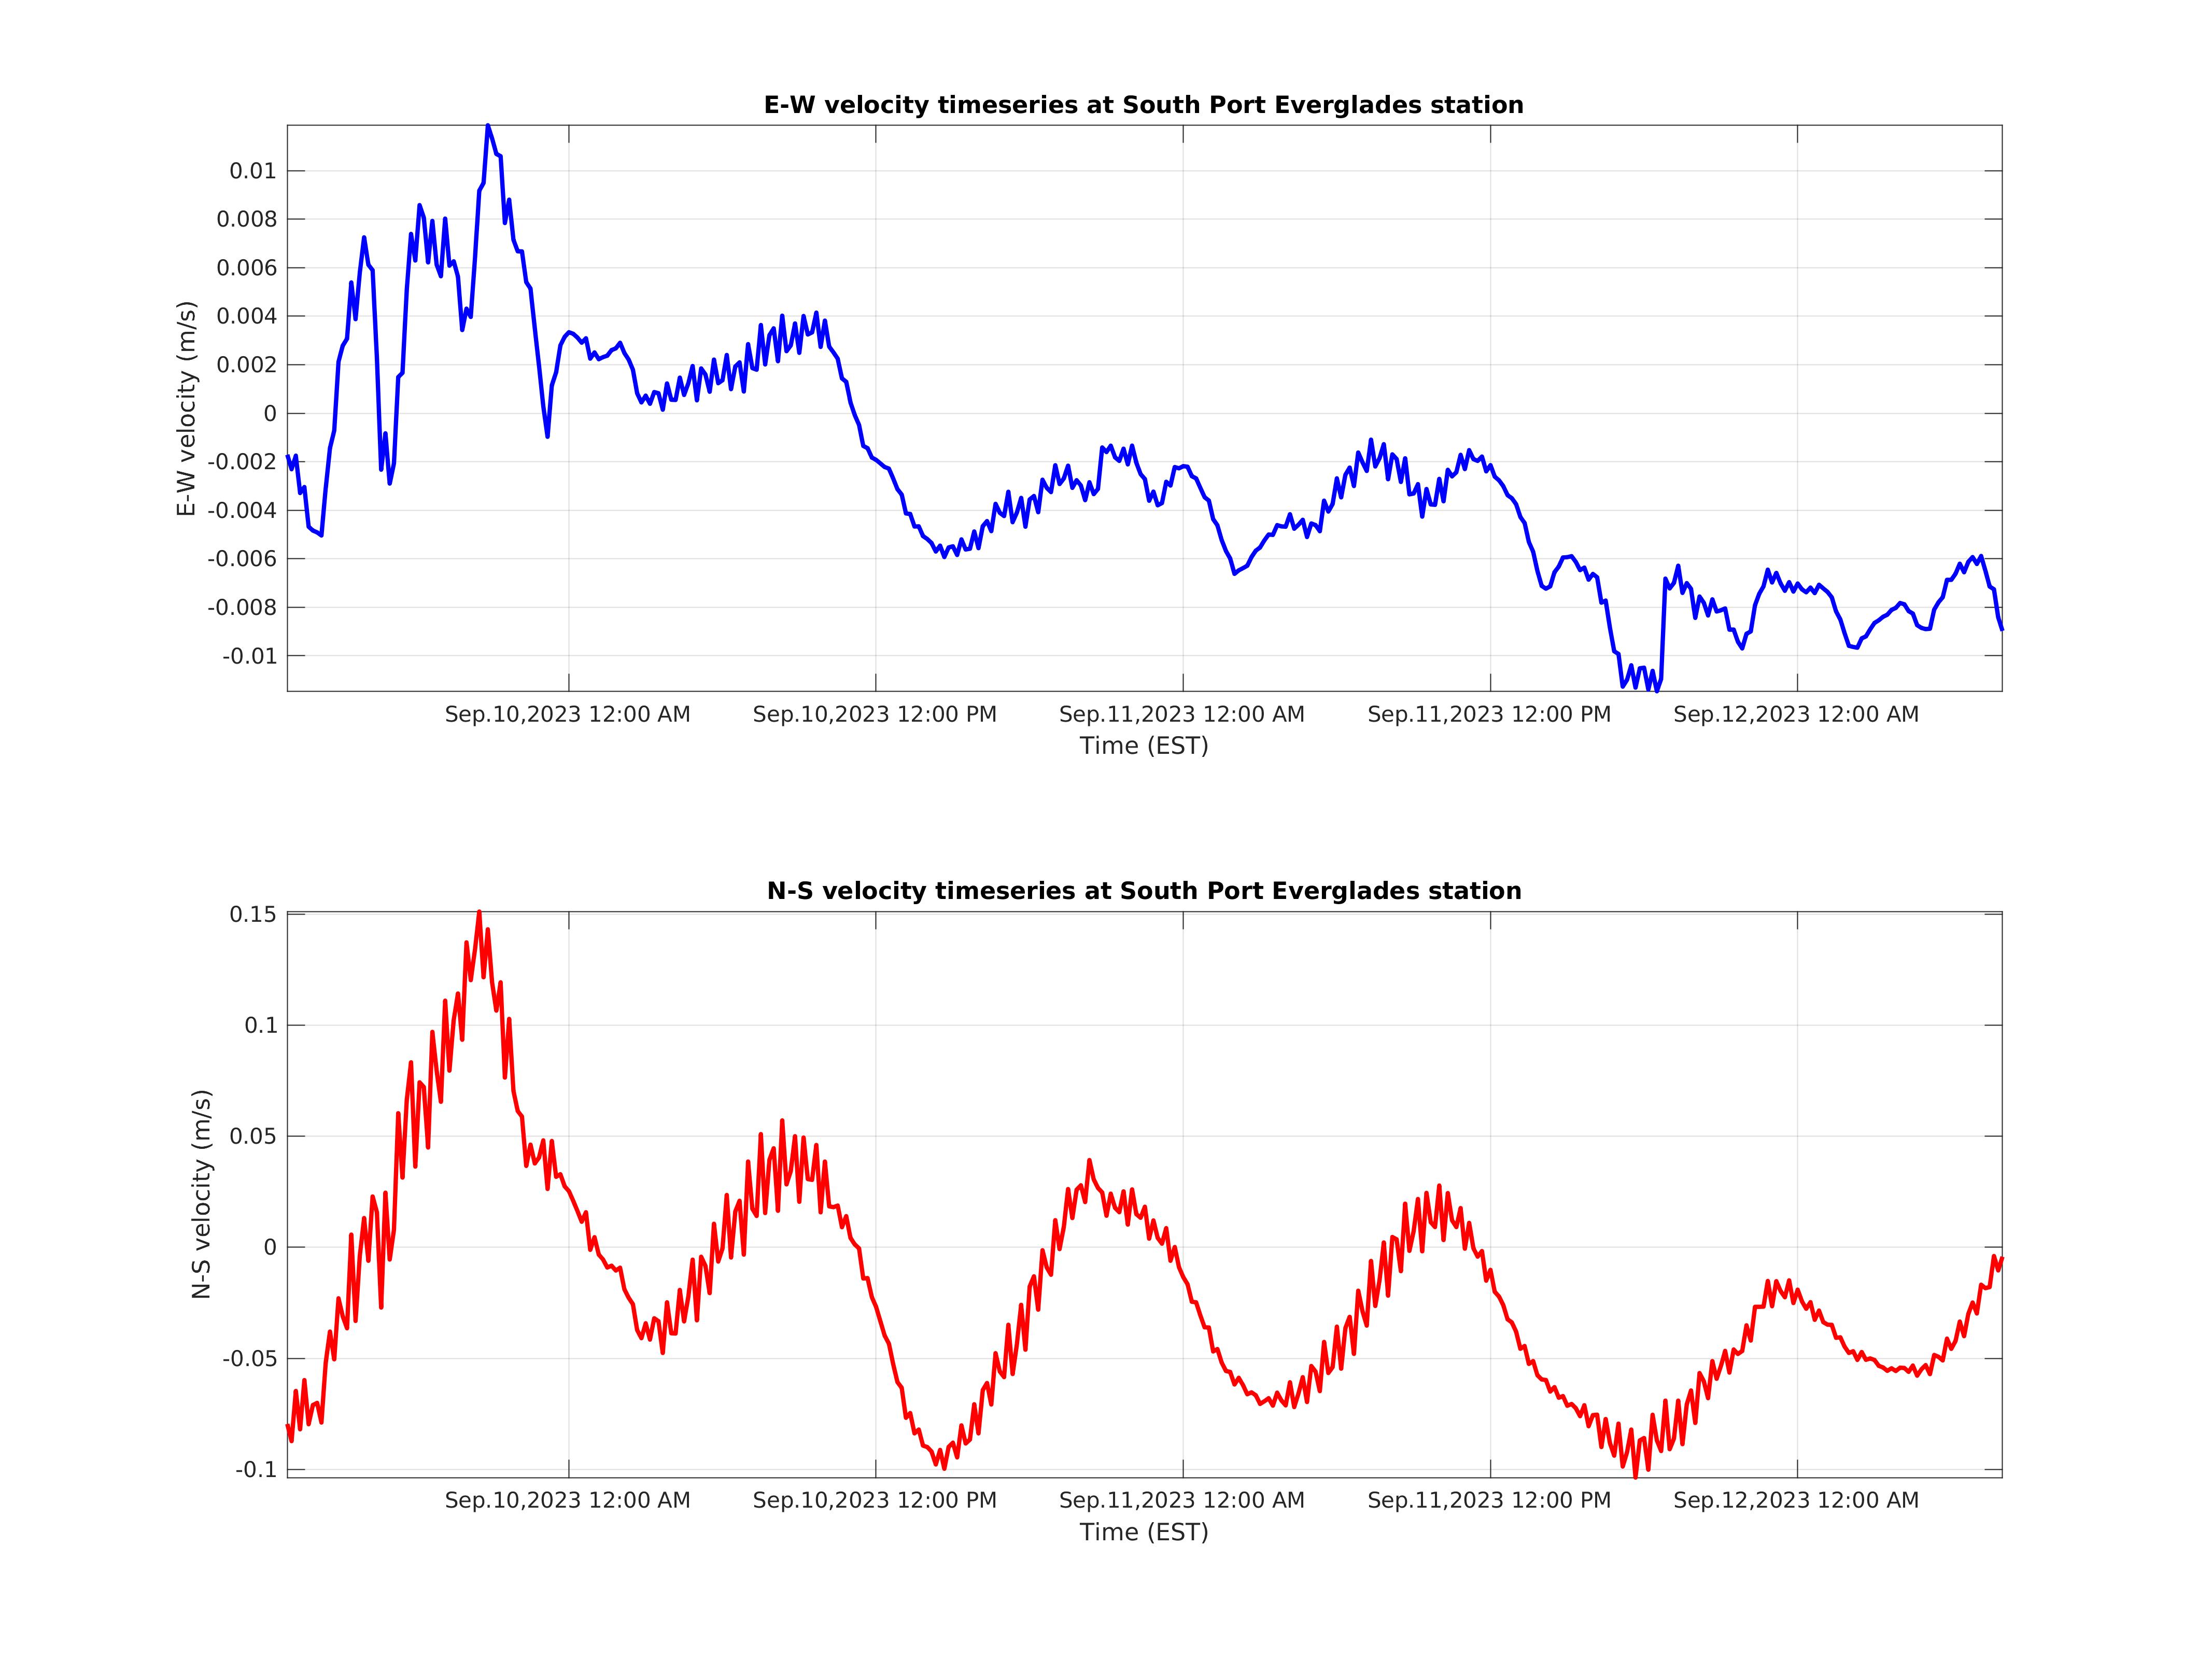 E-W velocity timeseries at South Port Everglades station
E-W velocity (m/s)
0.01
0.008
0.006
0.004
0.002
0
-0.002
-0.004
-0.006
-0.008
-0.01
Sep.10,2023 12:00 AM Sep.10,2023 12:00 PM Sep.11,2023 12:00 AM Sep.11,2023 12:00 PM Sep.12,2023 12:00 AM
Time (EST)
N-S velocity timeseries at South Port Everglades station
N-S velocity (m/s)
0.15
0.1
0.05
0
-0.05
-0.1
Sep.10,2023 12:00 AM Sep.10,2023 12:00 PM Sep.11,2023 12:00 AM Sep.11,2023 12:00 PM Sep.12,2023 12:00 AM
Time (EST)